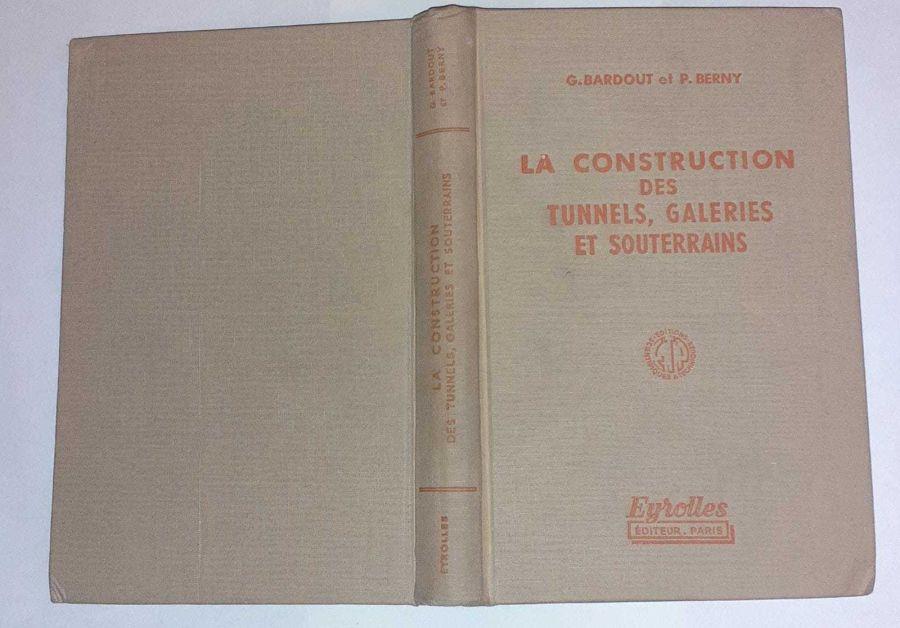 G. BARDOUT
ET P. BERNY
LA CONSTRUCTION
DES TUNNELS, GALERIES ET SOUTERRAINS
EYROLLES
G. BARDOUT et P. BERNY
LA CONSTRUCTION
DES
TUNNELS, GALERIES
ET SOUTERRAINS
ÉDITIONS
Eyrolles
ÉDITEUR. PARIS